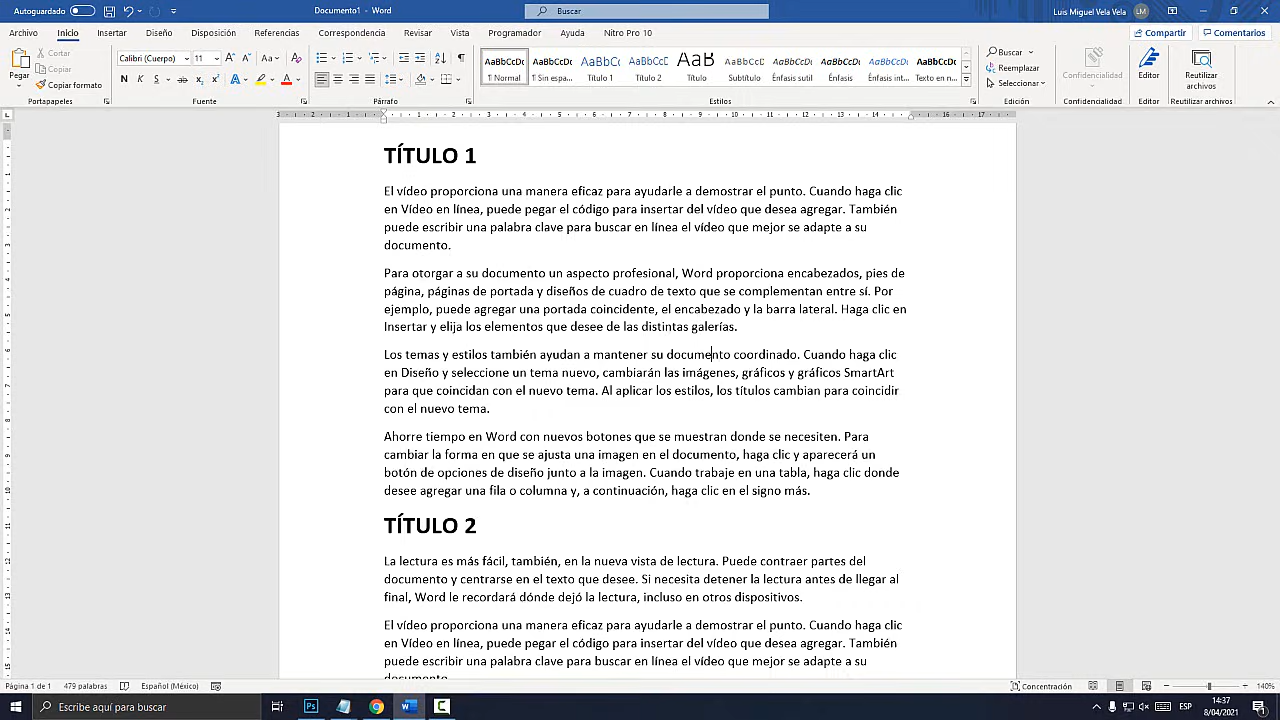 Autoguardado
Documento1 - Word
Buscar
Luis Miguel Vela Vela
LM
Archivo
Inicio
Insertar
Diseño
Disposición
Referencias
Correspondencia
Revisar
Vista
Programador
Ayuda
Nitro Pro 10
Compartir
Comentarios
Pegar
Cortar
Copiar
Copiar formato
Portapapeles
Calibri (Cuerpo)
11
N K S ab x₂ x²
Fuente
Párrafo
AaBbCcDc
¶ Normal
AaBbCcDc
¶ Sin espa...
AaBbCc
Título 1
AaBbCcC
Título 2
AaB
Título
AaBbCcC
Subtítulo
AaBbCcDc
Énfasis sutil
AaBbCcDc
Énfasis
AaBbCcDc
Énfasis int...
AaBbCcDc
Texto en n...
Estilos
Buscar
Reemplazar
Seleccionar
Edición
Confidencialidad
Confidencialidad
Editor
Editor
Reutilizar
archivos
Reutilizar archivos
TÍTULO 1
El vídeo proporciona una manera eficaz para ayudarle a demostrar el punto. Cuando haga clic
en Vídeo en línea, puede pegar el código para insertar del vídeo que desea agregar. También
puede escribir una palabra clave para buscar en línea el vídeo que mejor se adapte a su
documento.
Para otorgar a su documento un aspecto profesional, Word proporciona encabezados, pies de
página, páginas de portada y diseños de cuadro de texto que se complementan entre sí. Por
ejemplo, puede agregar una portada coincidente, el encabezado y la barra lateral. Haga clic en
Insertar y elija los elementos que desee de las distintas galerías.
Los temas y estilos también ayudan a mantener su documento coordinado. Cuando haga clic
en Diseño y seleccione un tema nuevo, cambiarán las imágenes, gráficos y gráficos SmartArt
para que coincidan con el nuevo tema. Al aplicar los estilos, los títulos cambian para coincidir
con el nuevo tema.
Ahorre tiempo en Word con nuevos botones que se muestran donde se necesiten. Para
cambiar la forma en que se ajusta una imagen en el documento, haga clic y aparecerá un
botón de opciones de diseño junto a la imagen. Cuando trabaje en una tabla, haga clic donde
desee agregar una fila o columna y, a continuación, haga clic en el signo más.
TÍTULO 2
La lectura es más fácil, también, en la nueva vista de lectura. Puede contraer partes del
documento y centrarse en el texto que desee. Si necesita detener la lectura antes de llegar al
final, Word le recordará dónde dejó la lectura, incluso en otros dispositivos.
El vídeo proporciona una manera eficaz para ayudarle a demostrar el punto. Cuando haga clic
en Vídeo en línea, puede pegar el código para insertar del vídeo que desea agregar. También
puede escribir una palabra clave para buscar en línea el vídeo que mejor se adapte a su
documento.
Página 1 de 1
479 palabras
Español (México)
Concentración
140%
Escribe aquí para buscar
ESP
14:37
8/04/2021